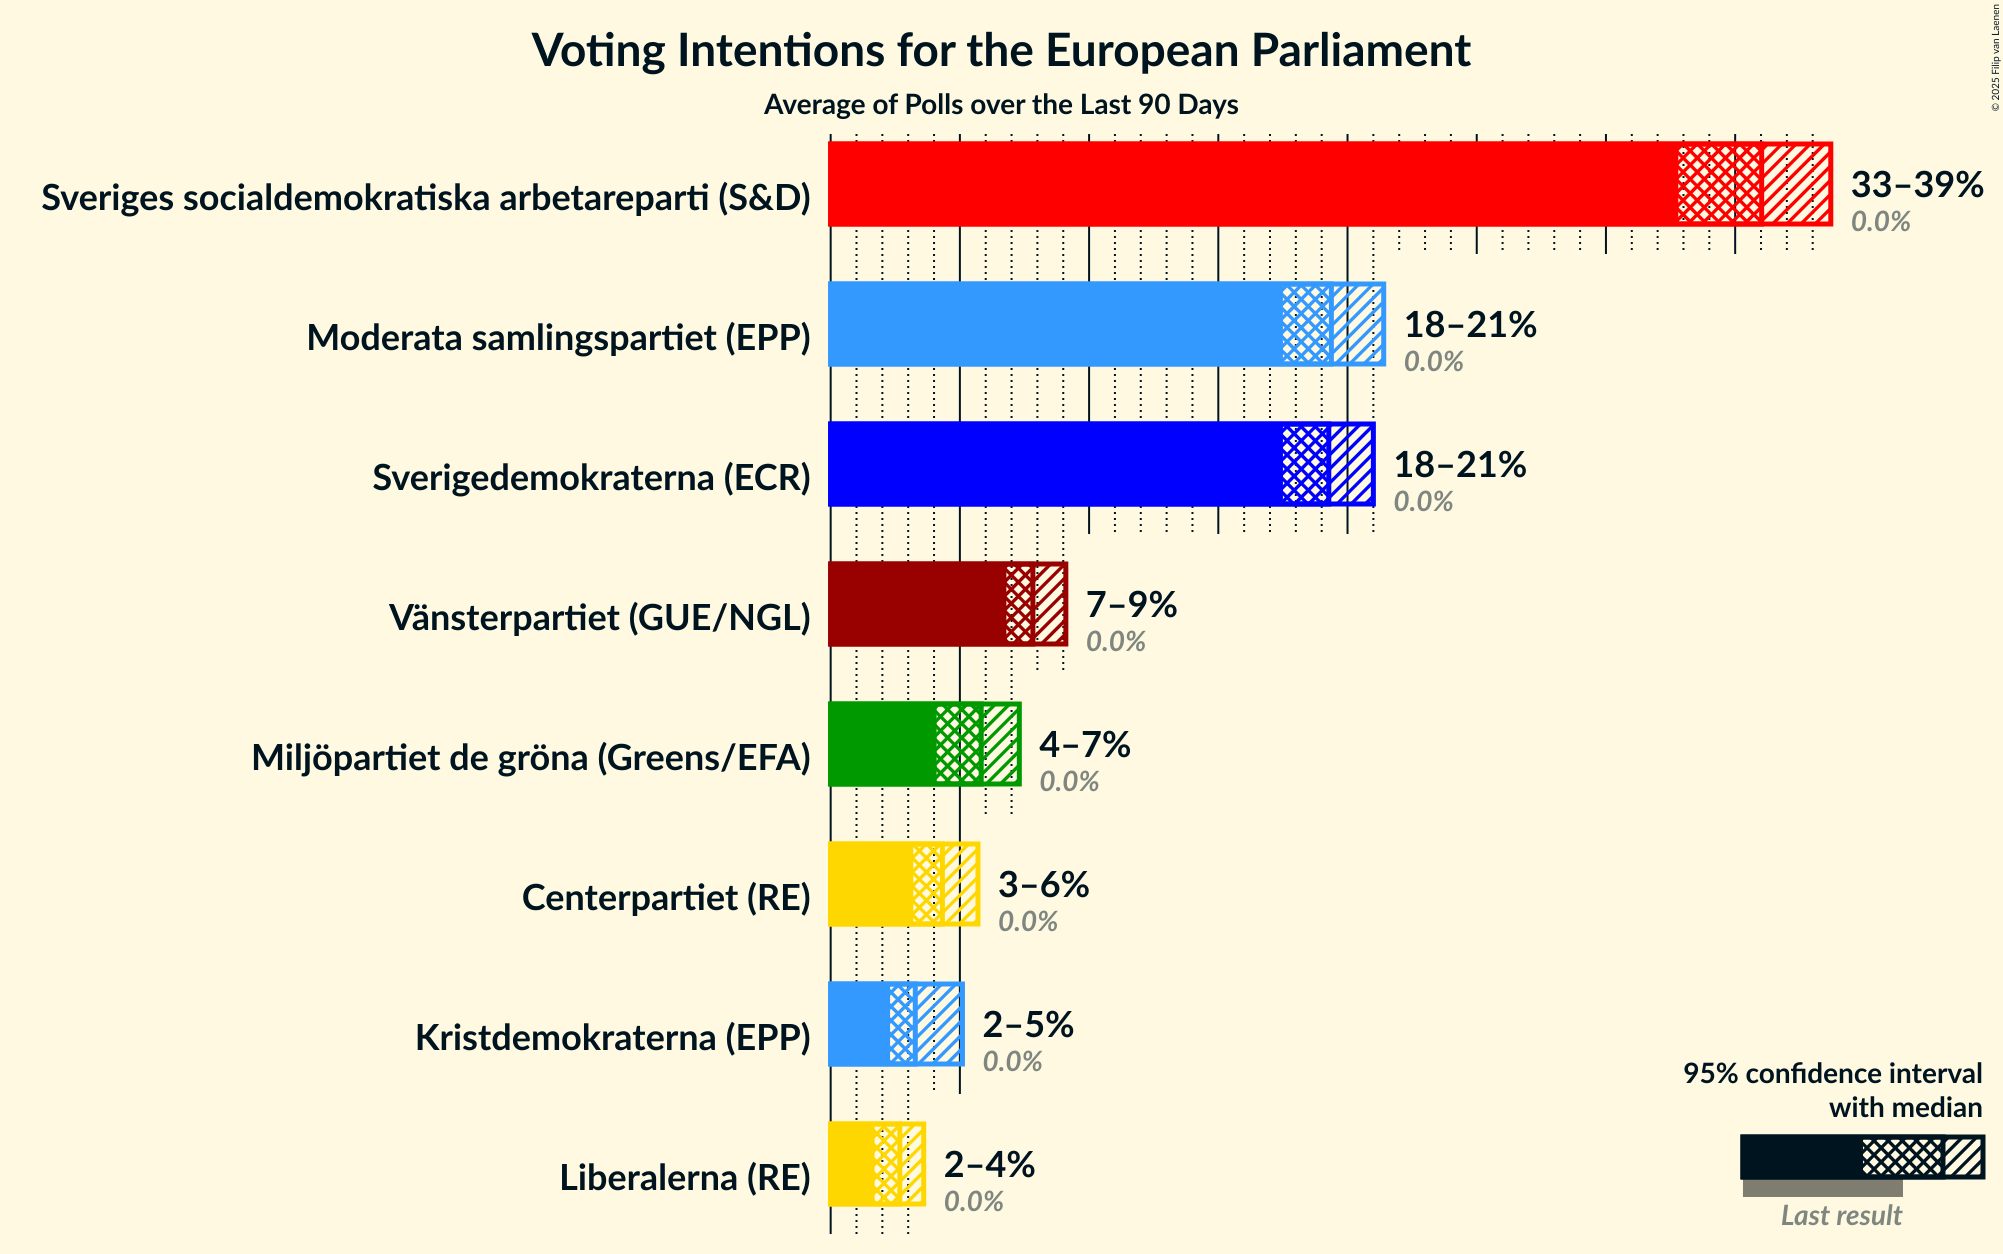 Voting Intentions for the European Parliament
Average of Polls over the Last 90 Days
© 2025 Filip van Laenen
Sveriges socialdemokratiska arbetareparti (S&D)
33–39%
0.0%
Moderata samlingspartiet (EPP)
18–21%
0.0%
Sverigedemokraterna (ECR)
18–21%
0.0%
Vänsterpartiet (GUE/NGL)
7–9%
0.0%
Miljöpartiet de gröna (Greens/EFA)
4–7%
0.0%
Centerpartiet (RE)
3–6%
0.0%
Kristdemokraterna (EPP)
2–5%
0.0%
Liberalerna (RE)
2–4%
0.0%
95% confidence interval
with median
Last result